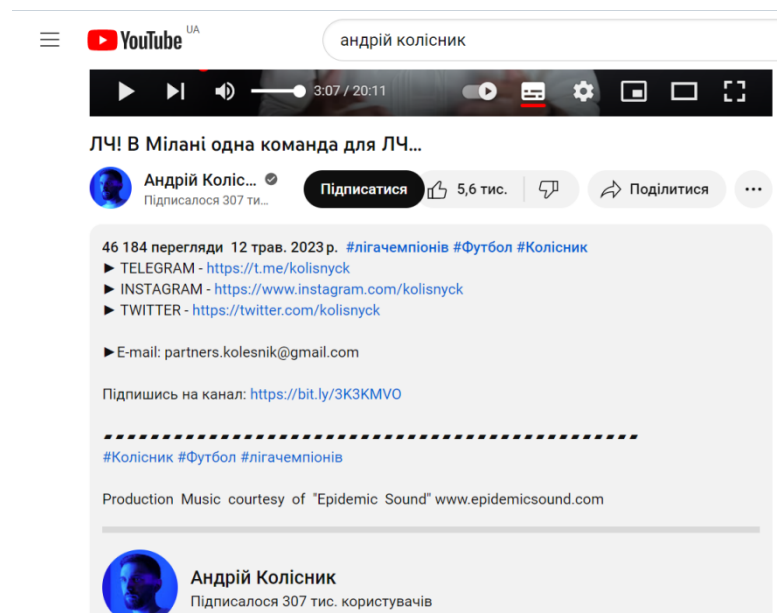 YouTube UA
андрій колісник
3:07 / 20:11
ЛЧ! В Мілані одна команда для ЛЧ...
Андрій Коліс...
Підписалося 307 ти...
Підписатися
5,6 тис.
Поділитися
46 184 перегляди 12 трав. 2023 р. #лігачемпіонів #Футбол #Колісник
► TELEGRAM - https://t.me/kolisnyck
► INSTAGRAM - https://www.instagram.com/kolisnyck
► TWITTER - https://twitter.com/kolisnyck
►E-mail: partners.kolesnik@gmail.com
Підпишись на канал: https://bit.ly/3K3KMVO
#Колісник #Футбол #лігачемпіонів
Production Music courtesy of "Epidemic Sound" www.epidemicsound.com
Андрій Колісник
Підписалося 307 тис. користувачів